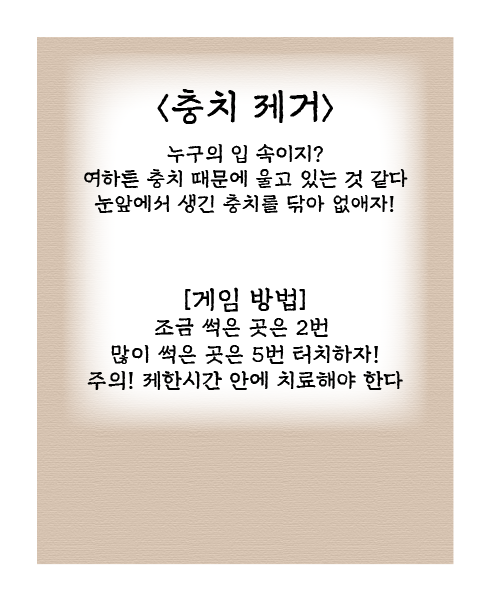 <충치 제거>
누구의 입 속이지?
여하튼 충치 때문에 울고 있는 것 같다
눈앞에서 생긴 충치를 닦아 없애자!
[게임 방법]
조금 썩은 곳은 2번
많이 썩은 곳은 5번 터치하자!
주의! 제한시간 안에 치료해야 한다